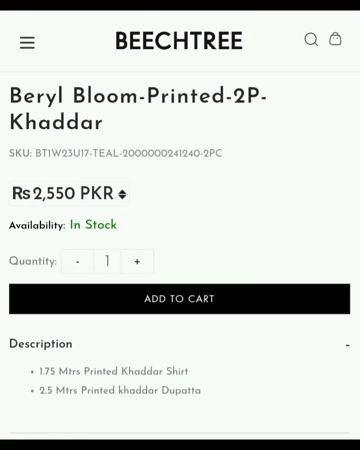 BEECHTREE
Beryl Bloom-Printed-2P-
Khaddar
SKU: BT1W23U17-TEAL-2000000241240-2PC
₨2,550 PKR
Availability: In Stock
Quantity: - 1 +
ADD TO CART
Description -
• 1.75 Mtrs Printed Khaddar Shirt
• 2.5 Mtrs Printed khaddar Dupatta